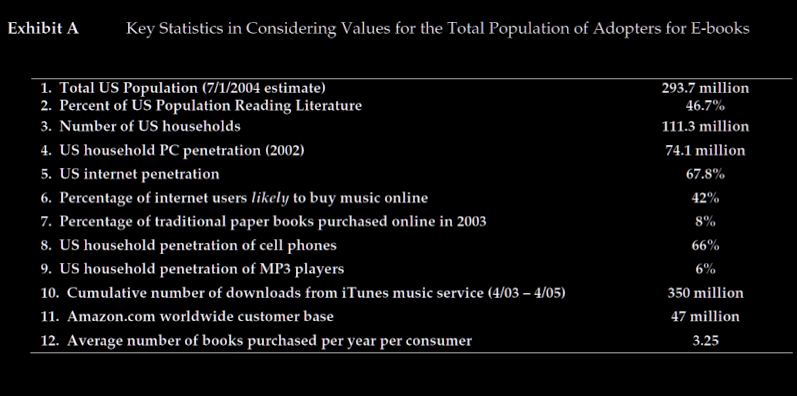 Exhibit A Key Statistics in Considering Values for the Total Population of Adopters for E-books
1. Total US Population (7/1/2004 estimate) 293.7 million
2. Percent of US Population Reading Literature 46.7%
3. Number of US households 111.3 million
4. US household PC penetration (2002) 74.1 million
5. US internet penetration 67.8%
6. Percentage of internet users likely to buy music online 42%
7. Percentage of traditional paper books purchased online in 2003 8%
8. US household penetration of cell phones 66%
9. US household penetration of MP3 players 6%
10. Cumulative number of downloads from iTunes music service (4/03 – 4/05) 350 million
11. Amazon.com worldwide customer base 47 million
12. Average number of books purchased per year per consumer 3.25